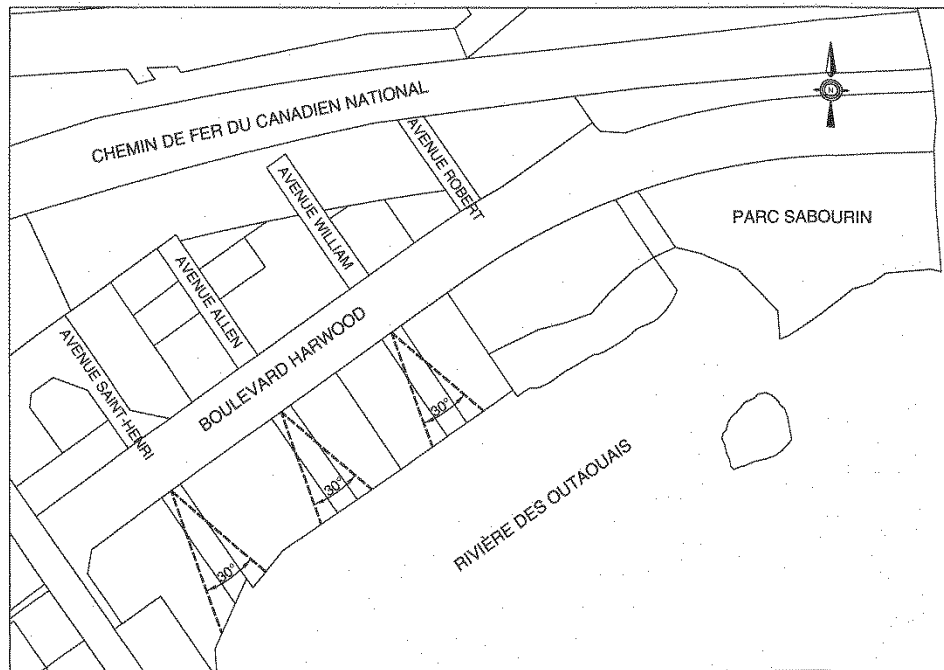 CHEMIN DE FER DU CANADIEN NATIONAL
N
AVENUE ROBERT
AVENUE WILLIAM
PARC SABOURIN
AVENUE ALLEN
AVENUE SAINT-HENRI
BOULEVARD HARWOOD
30°
30°
30°
RIVIÈRE DES OUTAOUAIS